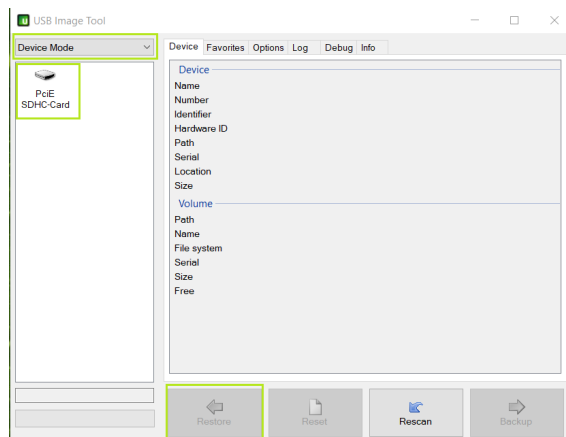 USB Image Tool
Device Mode
PciE
SDHC-Card
Device Favorites Options Log Debug Info
Device
Name
Number
Identifier
Hardware ID
Path
Serial
Location
Size
Volume
Path
Name
File system
Serial
Size
Free
Restore
Reset
Rescan
Backup